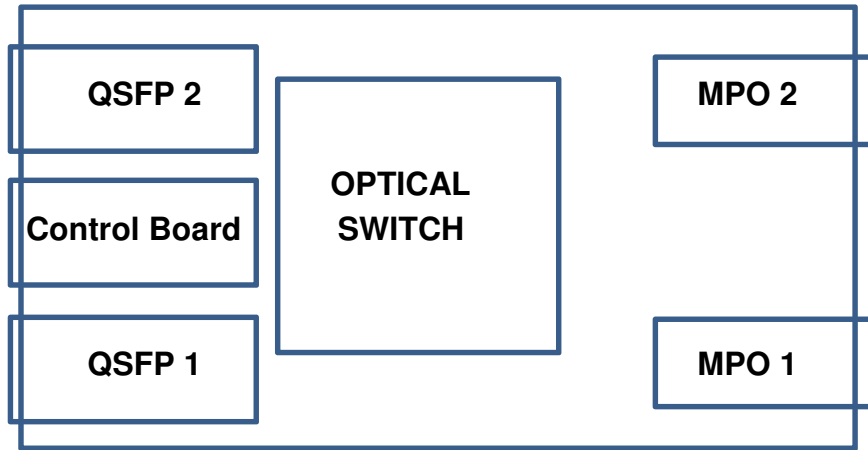 QSFP 2
MPO 2
OPTICAL
SWITCH
Control Board
QSFP 1
MPO 1